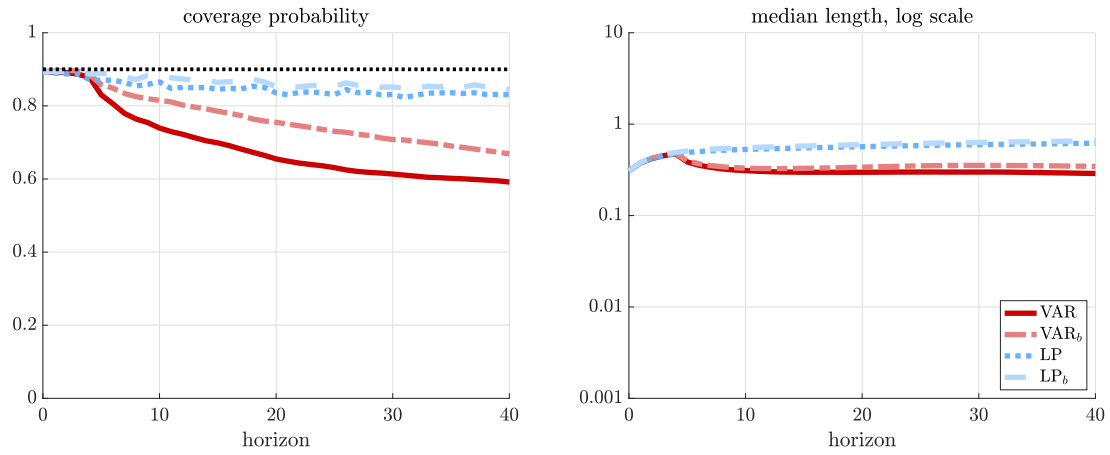 coverage probability
1
0.8
0.6
0.4
0.2
0
0
10
20
30
40
horizon
median length, log scale
10
1
0.1
0.01
0.001
0
10
20
30
40
horizon
VAR
VAR_b
LP
LP_b